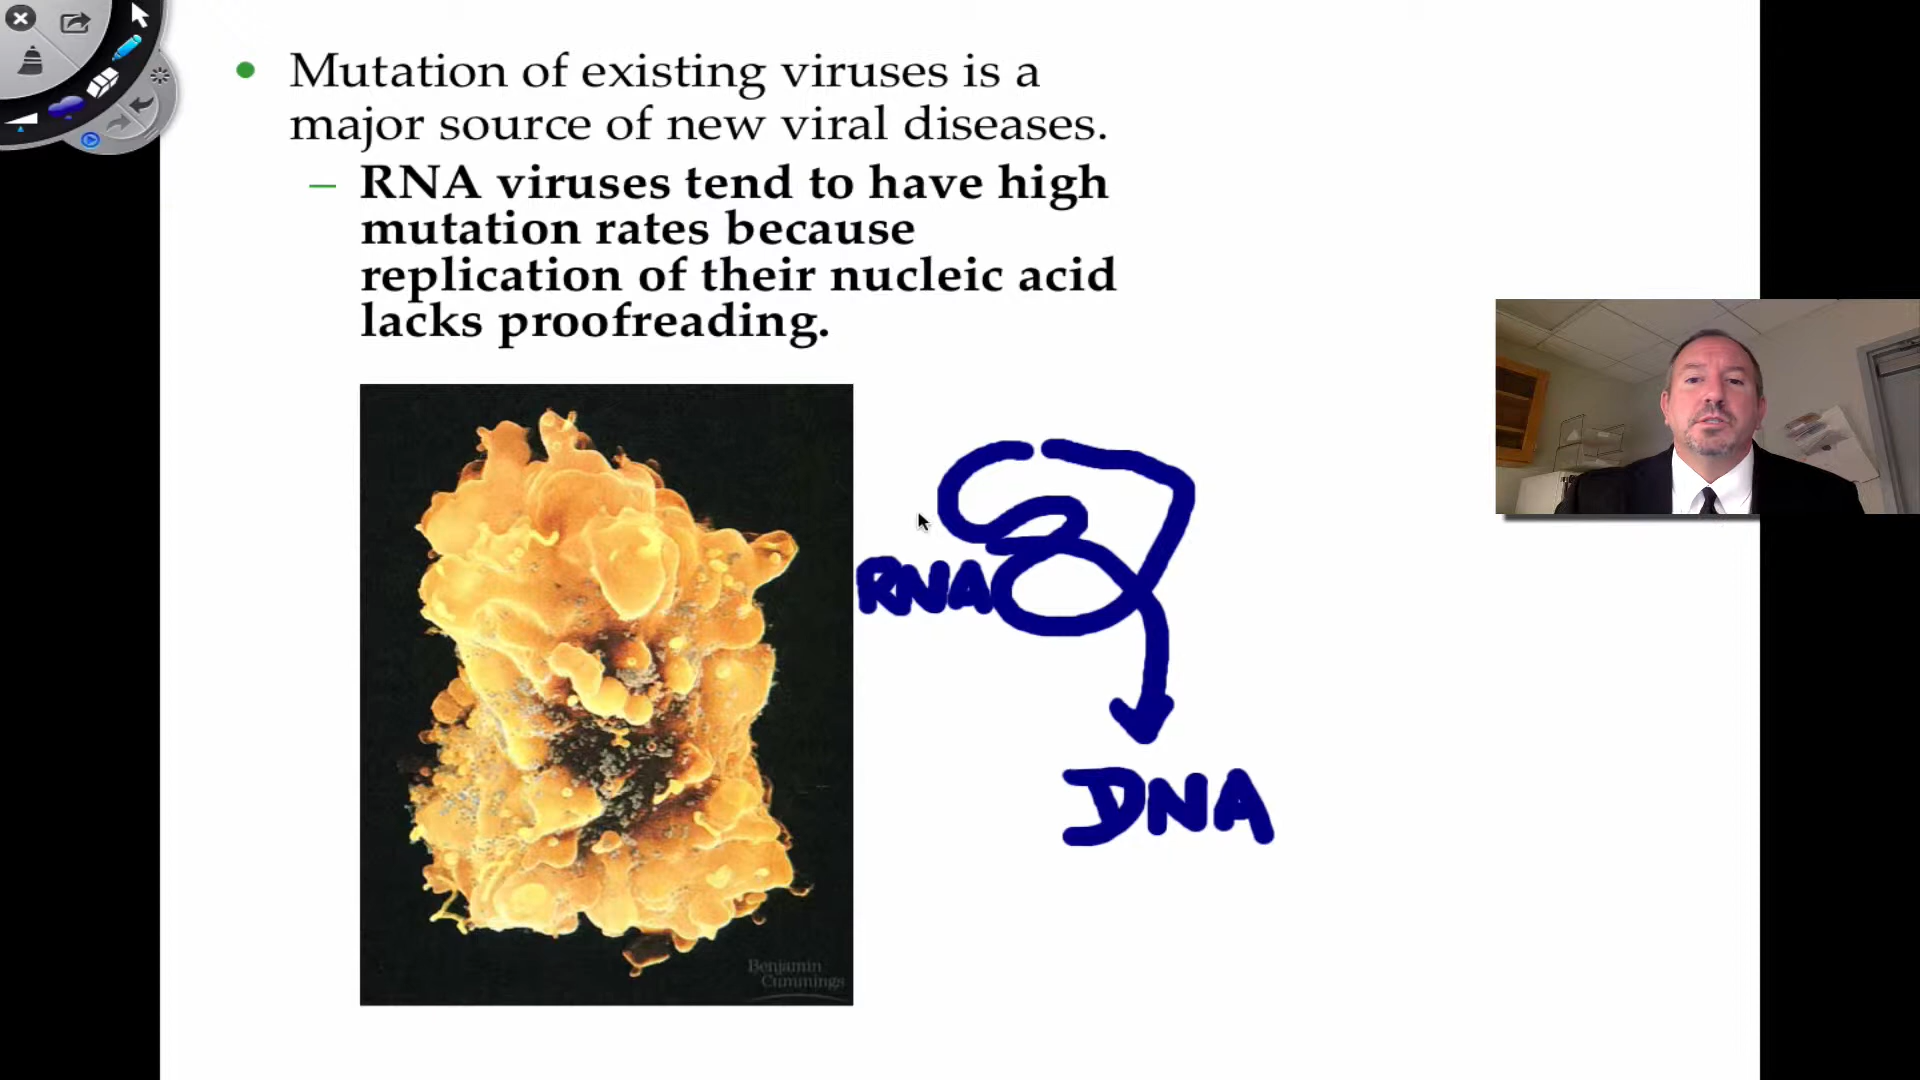 Mutation of existing viruses is a
major source of new viral diseases.
– RNA viruses tend to have high
mutation rates because
replication of their nucleic acid
lacks proofreading.
RNA
DNA
Benjamin
Cummings